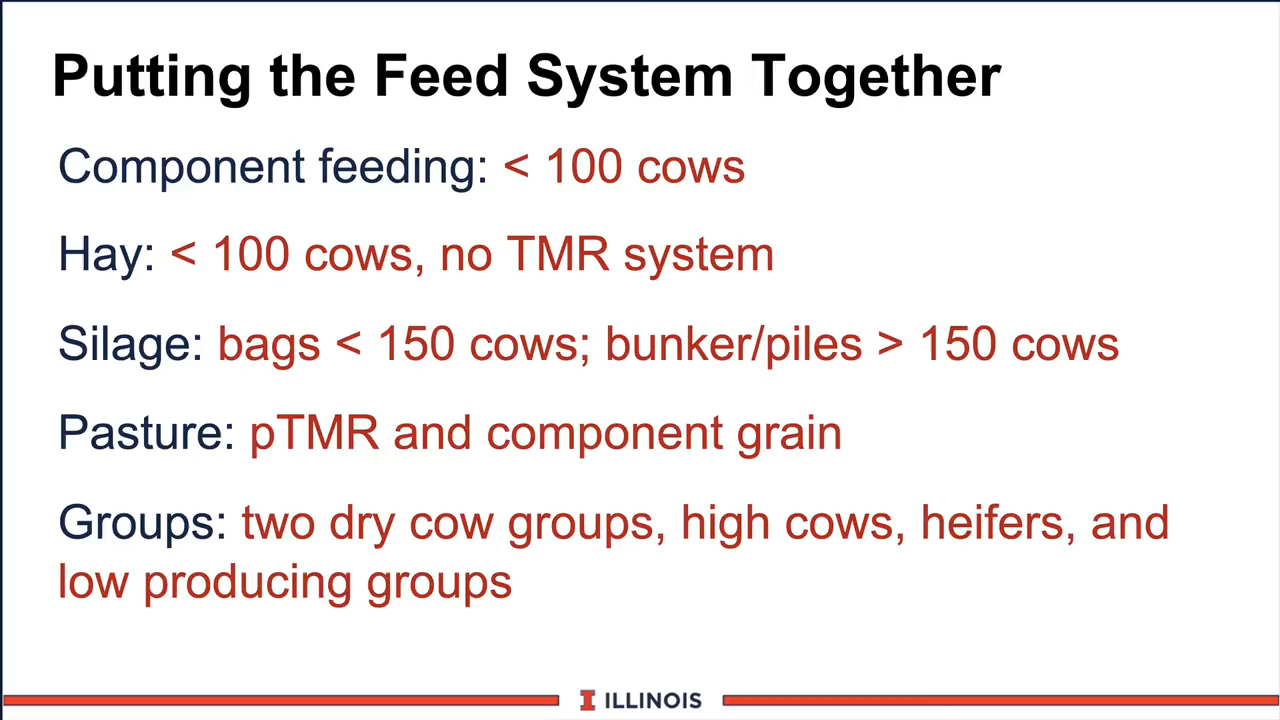 Putting the Feed System Together
Component feeding: < 100 cows
Hay: < 100 cows, no TMR system
Silage: bags < 150 cows; bunker/piles > 150 cows
Pasture: pTMR and component grain
Groups: two dry cow groups, high cows, heifers, and
low producing groups
I ILLINOIS